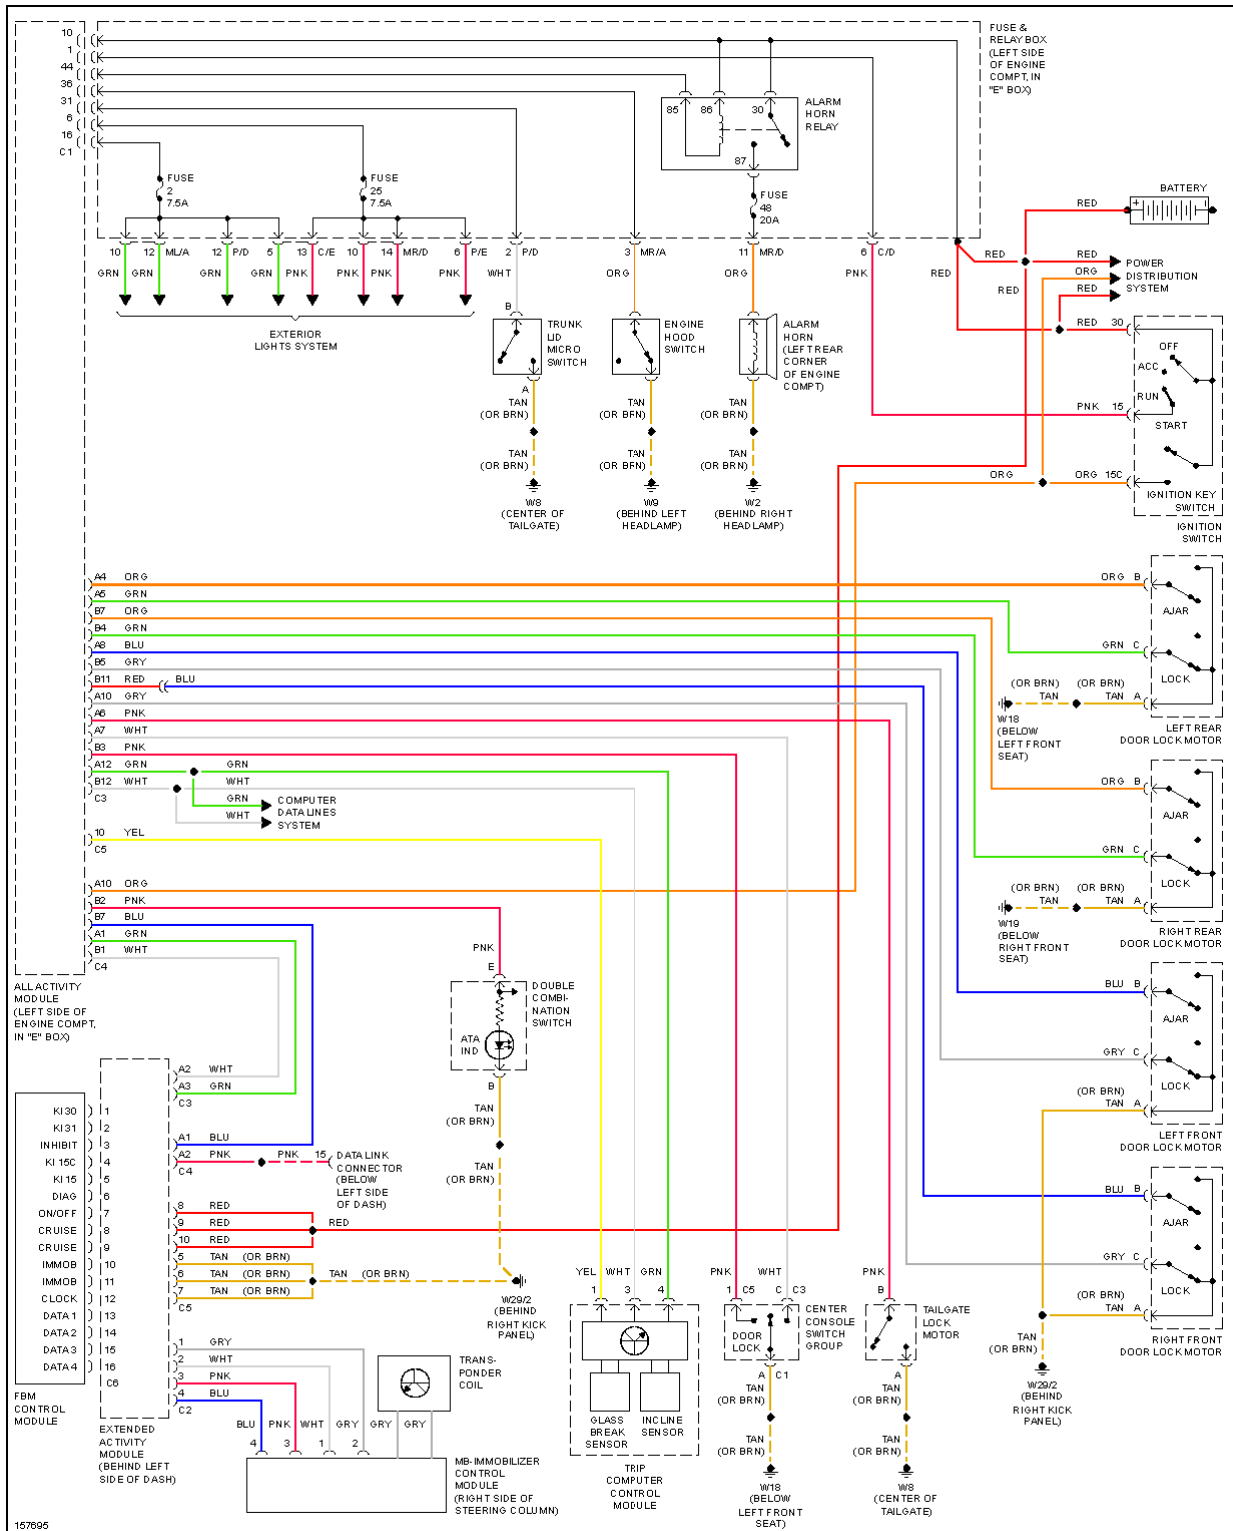 10
1
44
36
31
6
16
C1
FUSE &
RELAY BOX
(LEFT SIDE
OF ENGINE
COMPT, IN
"E" BOX)
85 86 30
87
ALARM
HORN
RELAY
FUSE
2
7.5A
FUSE
25
7.5A
FUSE
48
20A
BATTERY
RED
10 12 ML/A 12 P/D 5 13 C/E 10 14 MR/D 6 P/E 2 P/D 3 MR/A 11 MR/D 6 C/D
GRN GRN GRN GRN PNK PNK PNK PNK WHT ORG ORG PNK RED
RED
ORG
RED
RED
POWER
DISTRIBUTION
SYSTEM
EXTERIOR
LIGHTS SYSTEM
B
TRUNK
LID
MICRO
SWITCH
A
ENGINE
HOOD
SWITCH
ALARM
HORN
(LEFT REAR
CORNER
OF ENGINE
COMPT)
RED 30
OFF
ACC
RUN
START
PNK 15
TAN
(OR BRN)
TAN
(OR BFN)
TAN
(OR BRN)
TAN
(OR BRN)
TAN
(OR BFN)
TAN
(OR BRN)
W8
(CENTER OF
TAILGATE)
W9
(BEHIND LEFT
HEADLAMP)
W2
(BEHIND RIGHT
HEADLAMP)
ORG
ORG 15C
IGNITION KEY
SWITCH
IGNITION
SWITCH
A4 ORG
A5 GRN
B7 ORG
B4 GRN
A8 BLU
B5 GRY
B11 RED BLU
A10 GRY
A6 PNK
A7 WHT
B3 PNK
A12 GRN GRN
B12 WHT WHT
C3
GRN
WHT
COMPUTER
DATA LINES
SYSTEM
10 YEL
C5
A10 ORG
B2 PNK
B7 BLU
A1 GRN
B1 WHT
C4
ORG B
AJAR
GRN C
LOCK
(OR BRN) (OR BRN)
TAN TAN A
W18
(BELOW
LEFT FRONT
SEAT)
LEFT REAR
DOOR LOCK MOTOR
ORG B
AJAR
GRN C
LOCK
(OR BRN) (OR BRN)
TAN TAN A
W19
(BELOW
RIGHT FRONT
SEAT)
RIGHT REAR
DOOR LOCK MOTOR
BLU B
AJAR
GRY C
LOCK
(OR BRN)
TAN A
LEFT FRONT
DOOR LOCK MOTOR
BLU B
AJAR
GRY C
LOCK
(OR BRN)
TAN A
RIGHT FRONT
DOOR LOCK MOTOR
TAN
(OR BRN)
W29/2
(BEHIND
RIGHT KICK
PANEL)
ALL ACTIVITY
MODULE
(LEFT SIDE OF
ENGINE COMPT,
IN "E" BOX)
PNK
E
DOUBLE
COMBI-
NATION
SWITCH
ATA
IND
B
TAN
(OR BRN)
TAN
(OR BRN)
W29/2
(BEHIND
RIGHT KICK
PANEL)
A2 WHT
A3 GRN
C3
A1 BLU
A2 PNK PNK 15
C4
DATA LINK
CONNECTOR
(BELOW
LEFT SIDE
OF DASH)
8 RED
9 RED RED
10 RED
5 TAN (OR BRN)
6 TAN (OR BRN) TAN (OR BRN)
7 TAN (OR BRN)
C5
1 GRY
2 WHT
3 PNK
4 BLU
C2
KI30 1
KI31 2
INHIBIT 3
KI 15C 4
KI 15 5
DIAG 6
ON/OFF 7
CRUISE 8
CRUISE 9
IMMOB 10
IMMOB 11
CLOCK 12
DATA 1 13
DATA 2 14
DATA 3 15
DATA 4 16
C6
FBM
CONTROL
MODULE
EXTENDED
ACTIVITY
MODULE
(BEHIND LEFT
SIDE OF DASH)
TRANS-
PONDER
COIL
BLU PNK WHT GRY GRY GRY
4 3 1 2
MB-IMMOBILIZER
CONTROL
MODULE
(RIGHT SIDE OF
STEERING COLUMN)
YEL WHT GRN
1 3 4
GLASS
BREAK
SENSOR
INCLINE
SENSOR
TRIP
COMPUTER
CONTROL
MODULE
PNK WHT
1 C5 C C3
DOOR
LOCK
CENTER
CONSOLE
SWITCH
GROUP
A C1
TAN
(OR BRN)
TAN
(OR BRN)
W18
(BELOW
LEFT FRONT
SEAT)
PNK
B
TAILGATE
LOCK
MOTOR
A
TAN
(OR BRN)
TAN
(OR BRN)
W8
(CENTER OF
TAILGATE)
157695